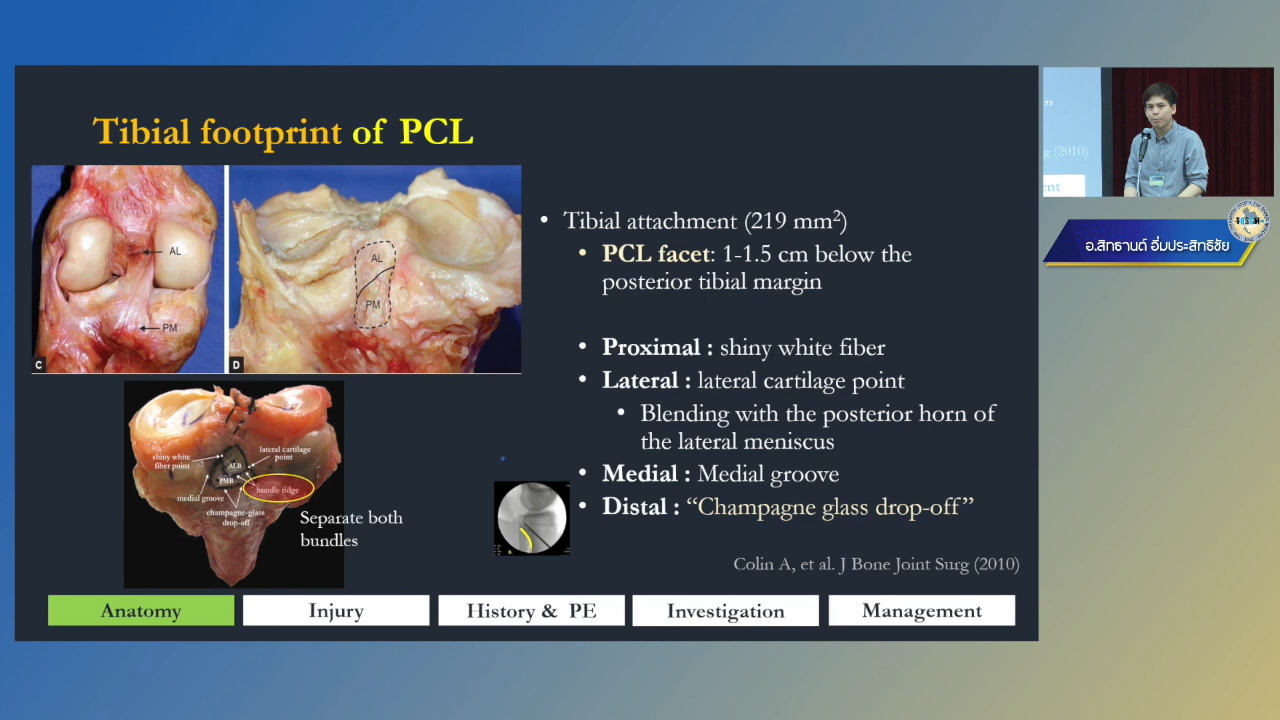 Tibial footprint of PCL
AL
PM
C
AL
PM
D
shiny white
fiber point
lateral cartilage
point
ALB
PMB
medial groove
bundle ridge
champagne-glass
drop-off
Separate both
bundles
• Tibial attachment (219 mm²)
• PCL facet: 1-1.5 cm below the
posterior tibial margin
• Proximal : shiny white fiber
• Lateral : lateral cartilage point
• Blending with the posterior horn of
the lateral meniscus
• Medial : Medial groove
• Distal : “Champagne glass drop-off”
Colin A, et al. J Bone Joint Surg (2010)
Anatomy
Injury
History & PE
Investigation
Management
”
g (2010)
ent
อ.สิทธานต์ อิ่มประสิทธิชัย